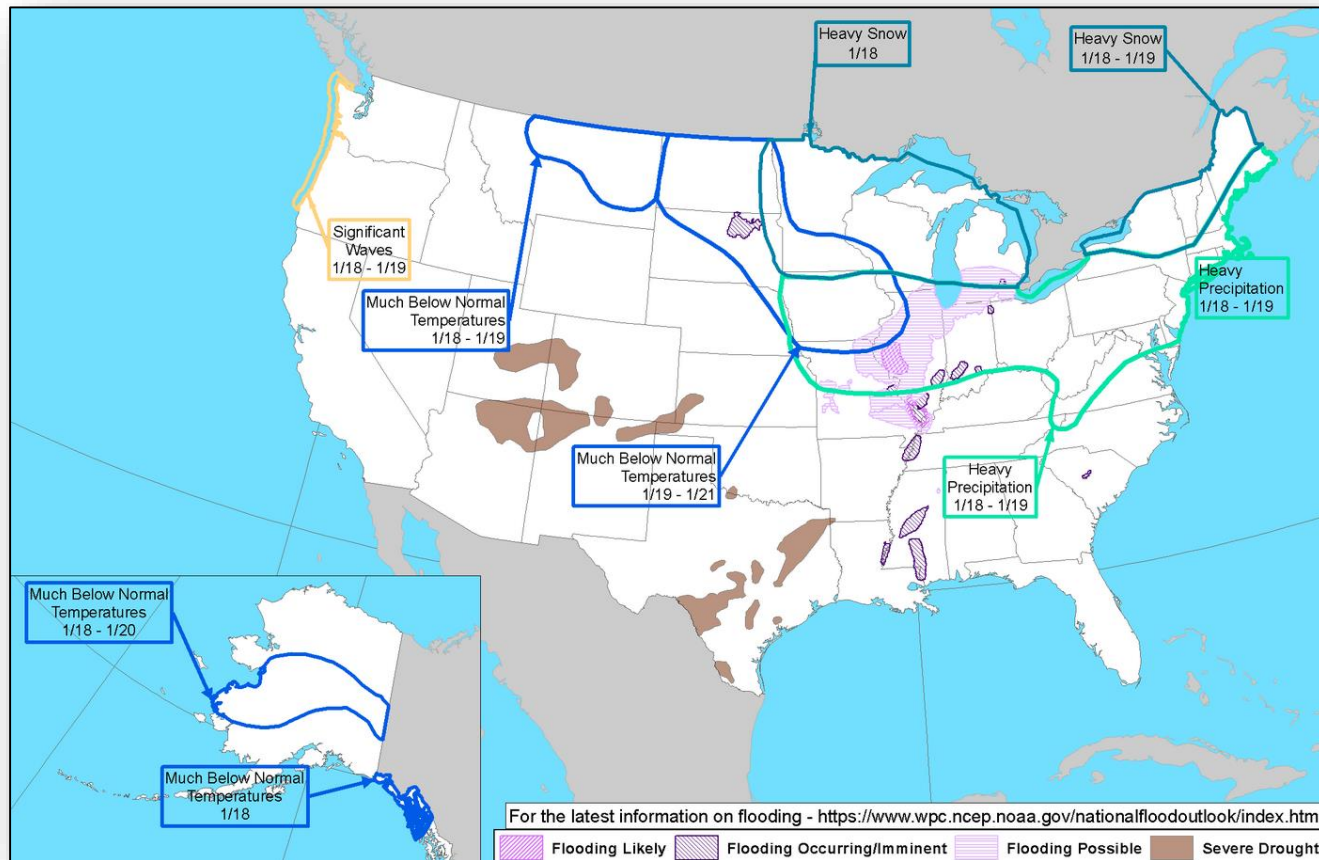 Heavy Snow
1/18
Heavy Snow
1/18 - 1/19
Significant
Waves
1/18 - 1/19
Much Below Normal
Temperatures
1/18 - 1/19
Heavy
Precipitation
1/18 - 1/19
Much Below Normal
Temperatures
1/19 - 1/21
Heavy
Precipitation
1/18 - 1/19
Much Below Normal
Temperatures
1/18 - 1/20
Much Below Normal
Temperatures
1/18
For the latest information on flooding - https://www.wpc.ncep.noaa.gov/nationalfloodoutlook/index.htm
Flooding Likely Flooding Occurring/Imminent Flooding Possible Severe Drought